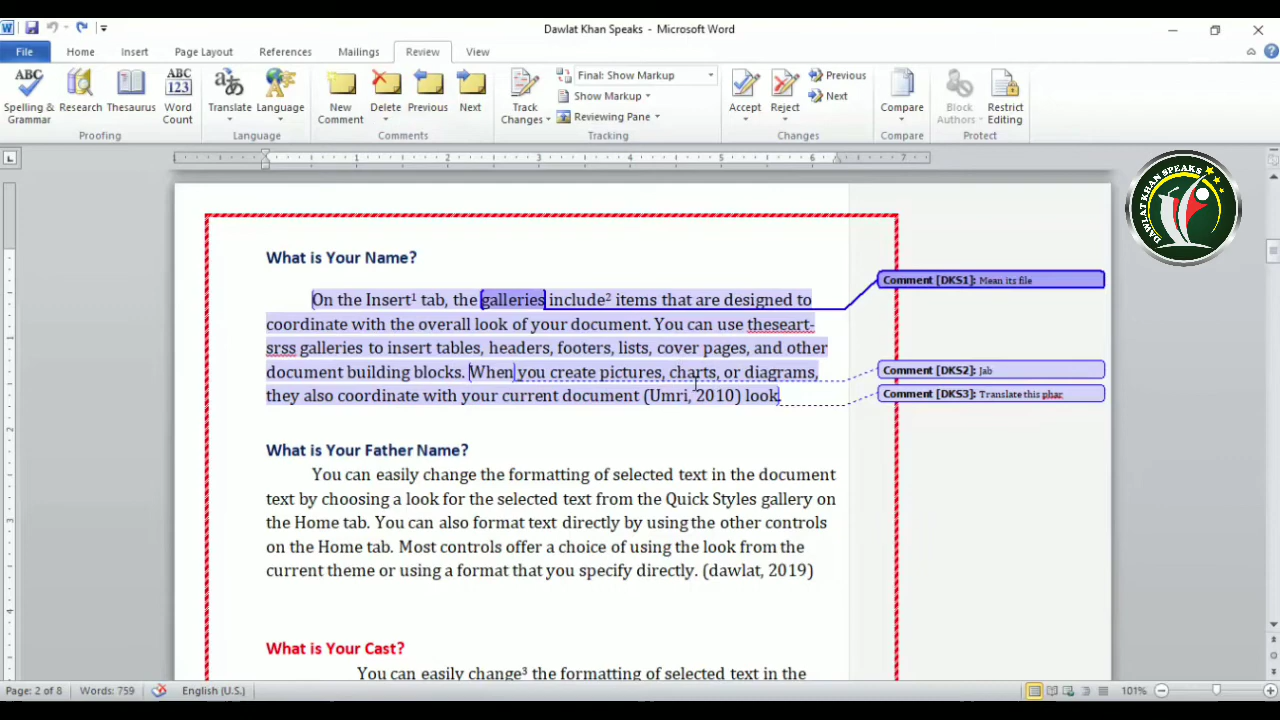 Dawlat Khan Speaks - Microsoft Word
File Home Insert Page Layout References Mailings Review View
Spelling & Grammar
Research
Thesaurus
Word Count
Proofing
Translate
Language
Language
New Comment
Delete
Previous
Next
Comments
Track Changes
Final: Show Markup
Show Markup
Reviewing Pane
Tracking
Accept
Reject
Previous
Next
Changes
Compare
Compare
Block Authors
Restrict Editing
Protect
1 1 2 3 4 5 6 7
DAWLAT KHAN SPEAKS
What is Your Name?
On the Insert¹ tab, the galleries include² items that are designed to
coordinate with the overall look of your document. You can use theseart-
srss galleries to insert tables, headers, footers, lists, cover pages, and other
document building blocks. When you create pictures, charts, or diagrams,
they also coordinate with your current document (Umri, 2010) look.
Comment [DKS1]: Mean its file
Comment [DKS2]: Jab
Comment [DKS3]: Translate this phar
What is Your Father Name?
You can easily change the formatting of selected text in the document
text by choosing a look for the selected text from the Quick Styles gallery on
the Home tab. You can also format text directly by using the other controls
on the Home tab. Most controls offer a choice of using the look from the
current theme or using a format that you specify directly. (dawlat, 2019)
What is Your Cast?
You can easily change³ the formatting of selected text in the
Page: 2 of 8 Words: 759 English (U.S.) 101%